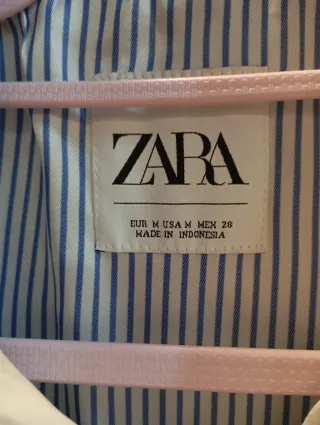 ZARA
EUR M USA M MEX 28
MADE IN INDONESIA